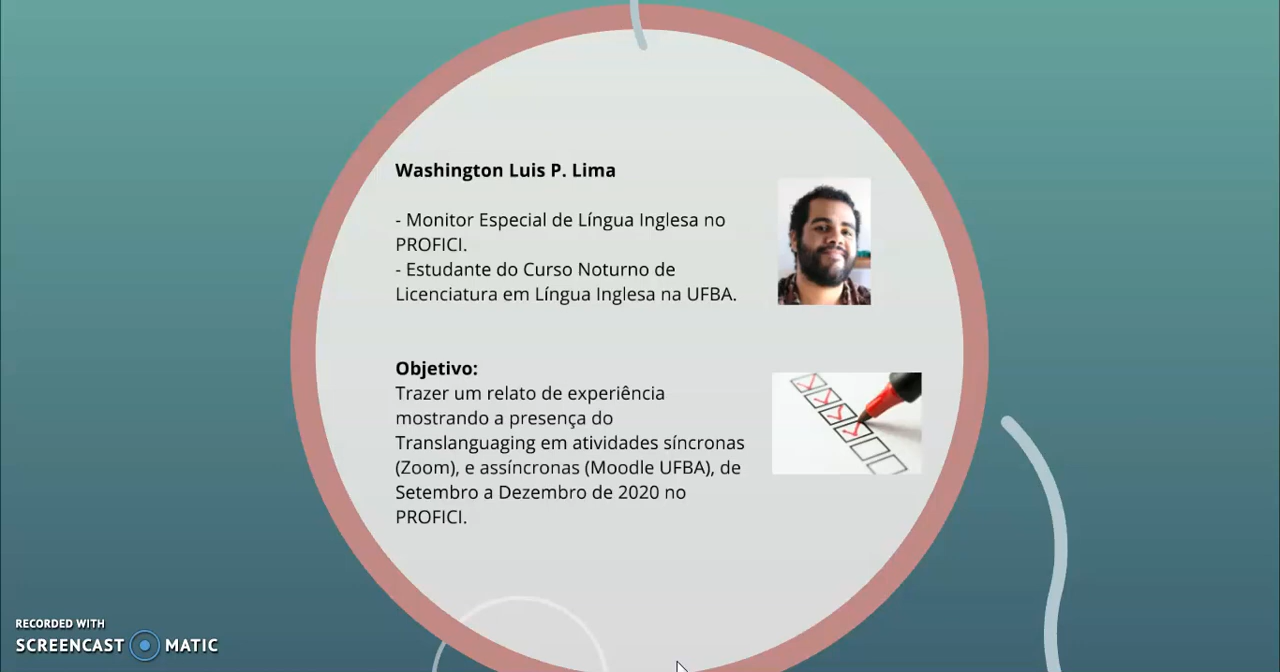 Washington Luis P. Lima
- Monitor Especial de Língua Inglesa no
PROFICI.
- Estudante do Curso Noturno de
Licenciatura em Língua Inglesa na UFBA.
Objetivo:
Trazer um relato de experiência
mostrando a presença do
Translanguaging em atividades síncronas
(Zoom), e assíncronas (Moodle UFBA), de
Setembro a Dezembro de 2020 no
PROFICI.
RECORDED WITH
SCREENCAST MATIC